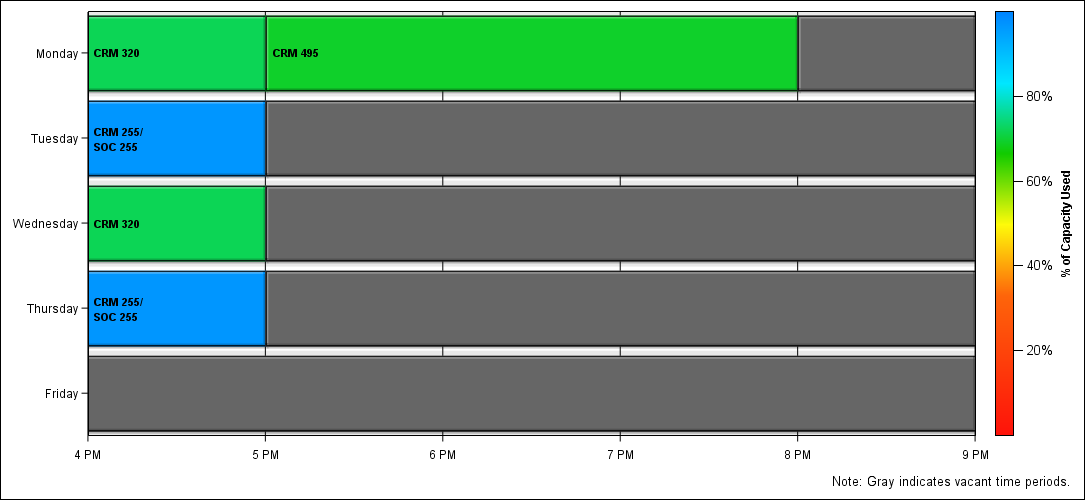 Monday
CRM 320
CRM 495
80%
Tuesday
CRM 255/
SOC 255
60%
% of Capacity Used
Wednesday
CRM 320
40%
Thursday
CRM 255/
SOC 255
20%
Friday
4 PM
5 PM
6 PM
7 PM
8 PM
9 PM
Note: Gray indicates vacant time periods.